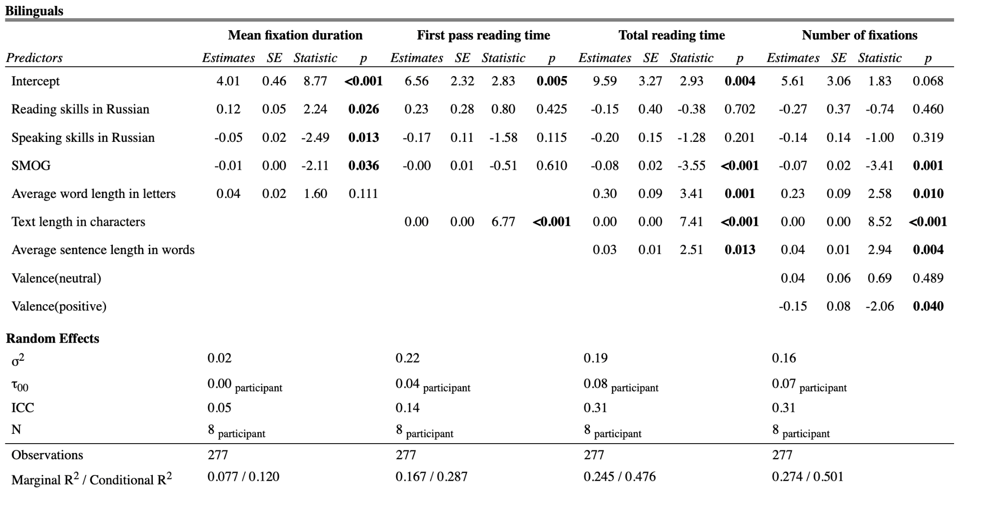 Bilinguals
Mean fixation duration First pass reading time Total reading time Number of fixations
Predictors Estimates SE Statistic p Estimates SE Statistic p Estimates SE Statistic p Estimates SE Statistic p
Intercept 4.01 0.46 8.77 <0.001 6.56 2.32 2.83 0.005 9.59 3.27 2.93 0.004 5.61 3.06 1.83 0.068
Reading skills in Russian 0.12 0.05 2.24 0.026 0.23 0.28 0.80 0.425 -0.15 0.40 -0.38 0.702 -0.27 0.37 -0.74 0.460
Speaking skills in Russian -0.05 0.02 -2.49 0.013 -0.17 0.11 -1.58 0.115 -0.20 0.15 -1.28 0.201 -0.14 0.14 -1.00 0.319
SMOG -0.01 0.00 -2.11 0.036 -0.00 0.01 -0.51 0.610 -0.08 0.02 -3.55 <0.001 -0.07 0.02 -3.41 0.001
Average word length in letters 0.04 0.02 1.60 0.111 0.30 0.09 3.41 0.001 0.23 0.09 2.58 0.010
Text length in characters 0.00 0.00 6.77 <0.001 0.00 0.00 7.41 <0.001 0.00 0.00 8.52 <0.001
Average sentence length in words 0.03 0.01 2.51 0.013 0.04 0.01 2.94 0.004
Valence(neutral) 0.04 0.06 0.69 0.489
Valence(positive) -0.15 0.08 -2.06 0.040
Random Effects
σ2 0.02 0.22 0.19 0.16
τ00 0.00 participant 0.04 participant 0.08 participant 0.07 participant
ICC 0.05 0.14 0.31 0.31
N 8 participant 8 participant 8 participant 8 participant
Observations 277 277 277 277
Marginal R2 / Conditional R2 0.077 / 0.120 0.167 / 0.287 0.245 / 0.476 0.274 / 0.501